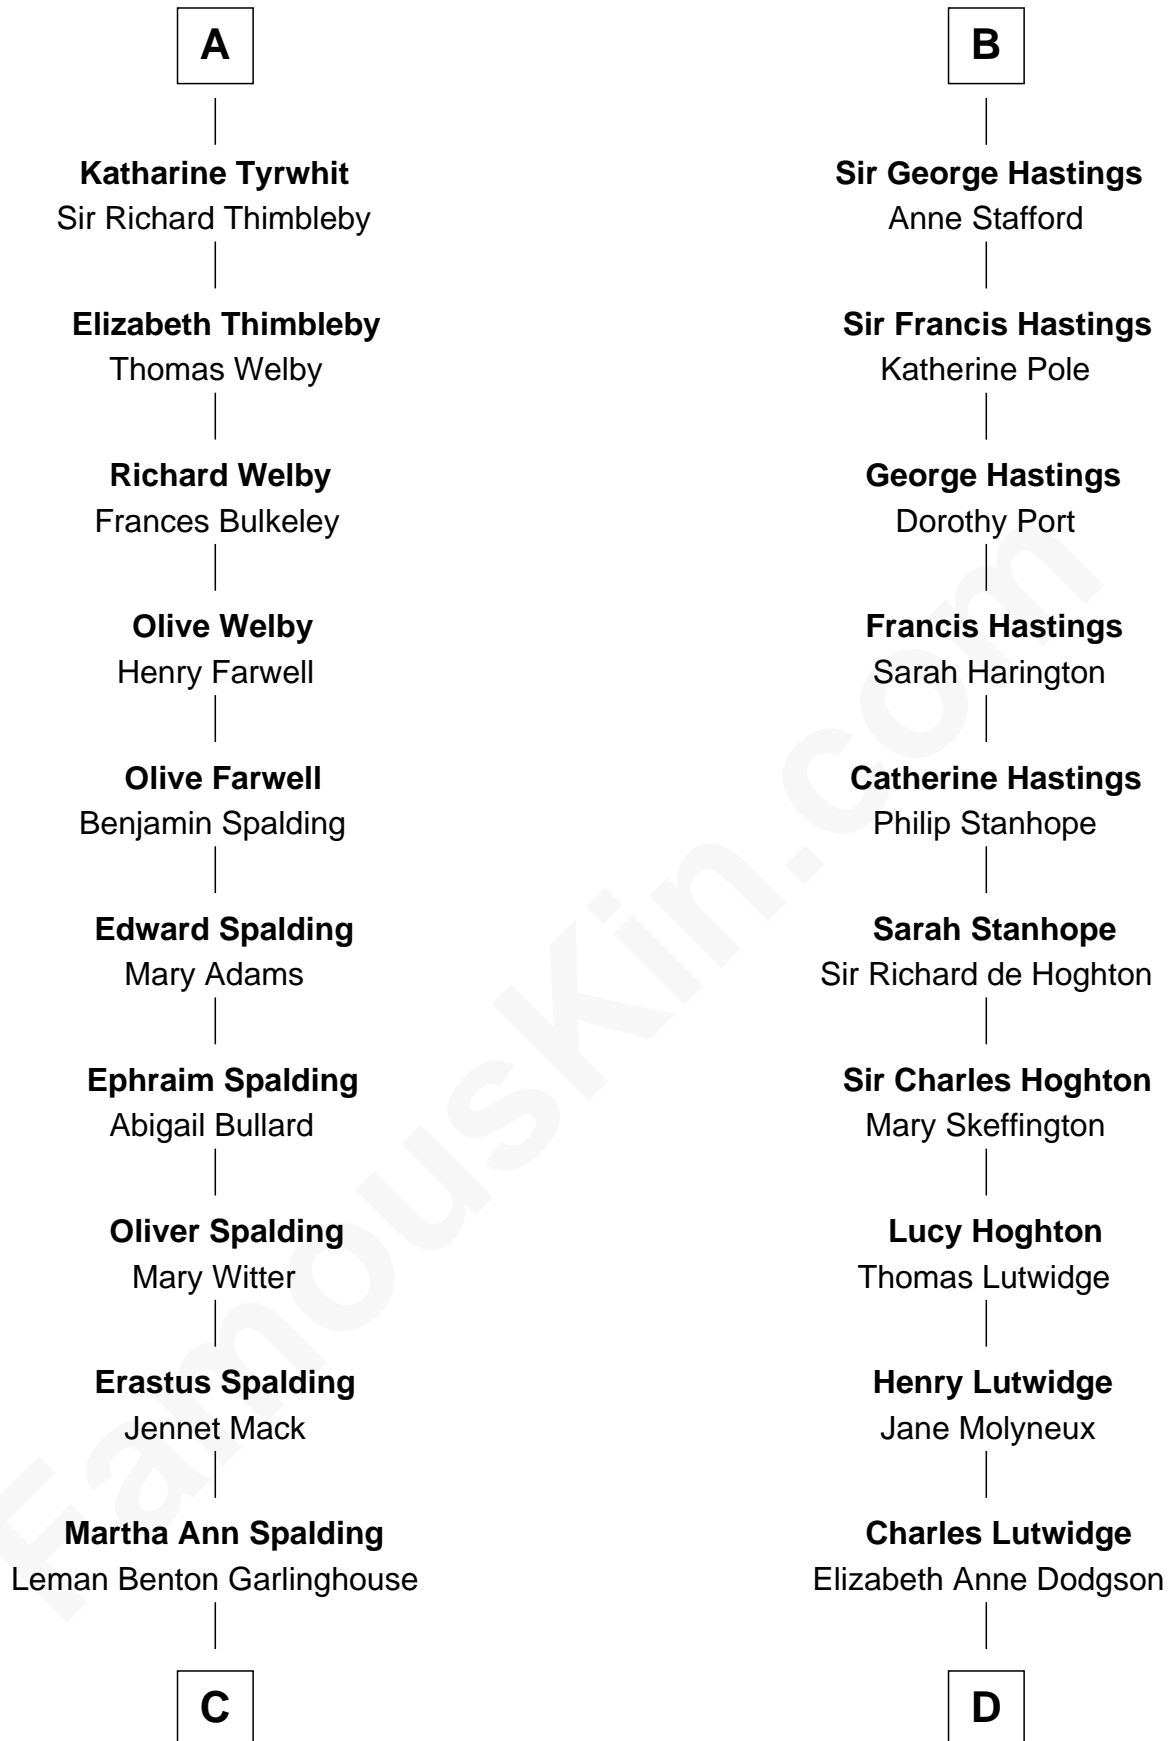 A
Katharine Tyrwhit
Sir Richard Thimbleby
Elizabeth Thimbleby
Thomas Welby
Richard Welby
Frances Bulkeley
Olive Welby
Henry Farwell
Olive Farwell
Benjamin Spalding
Edward Spalding
Mary Adams
Ephraim Spalding
Abigail Bullard
Oliver Spalding
Mary Witter
Erastus Spalding
Jennet Mack
Martha Ann Spalding
Leman Benton Garlinghouse
C
B
Sir George Hastings
Anne Stafford
Sir Francis Hastings
Katherine Pole
George Hastings
Dorothy Port
Francis Hastings
Sarah Harington
Catherine Hastings
Philip Stanhope
Sarah Stanhope
Sir Richard de Hoghton
Sir Charles Hoghton
Mary Skeffington
Lucy Hoghton
Thomas Lutwidge
Henry Lutwidge
Jane Molyneux
Charles Lutwidge
Elizabeth Anne Dodgson
D
FamousKin.com